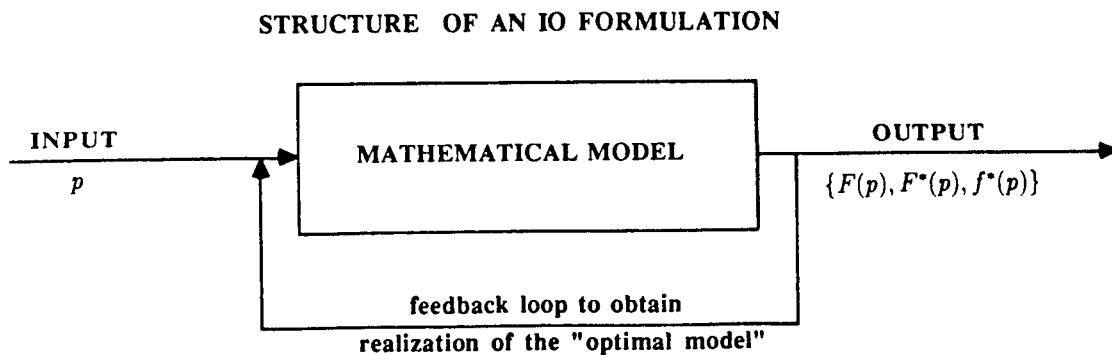 STRUCTURE OF AN IO FORMULATION
INPUT
p
MATHEMATICAL MODEL
OUTPUT
{F(p), F*(p), f*(p)}
feedback loop to obtain
realization of the "optimal model"